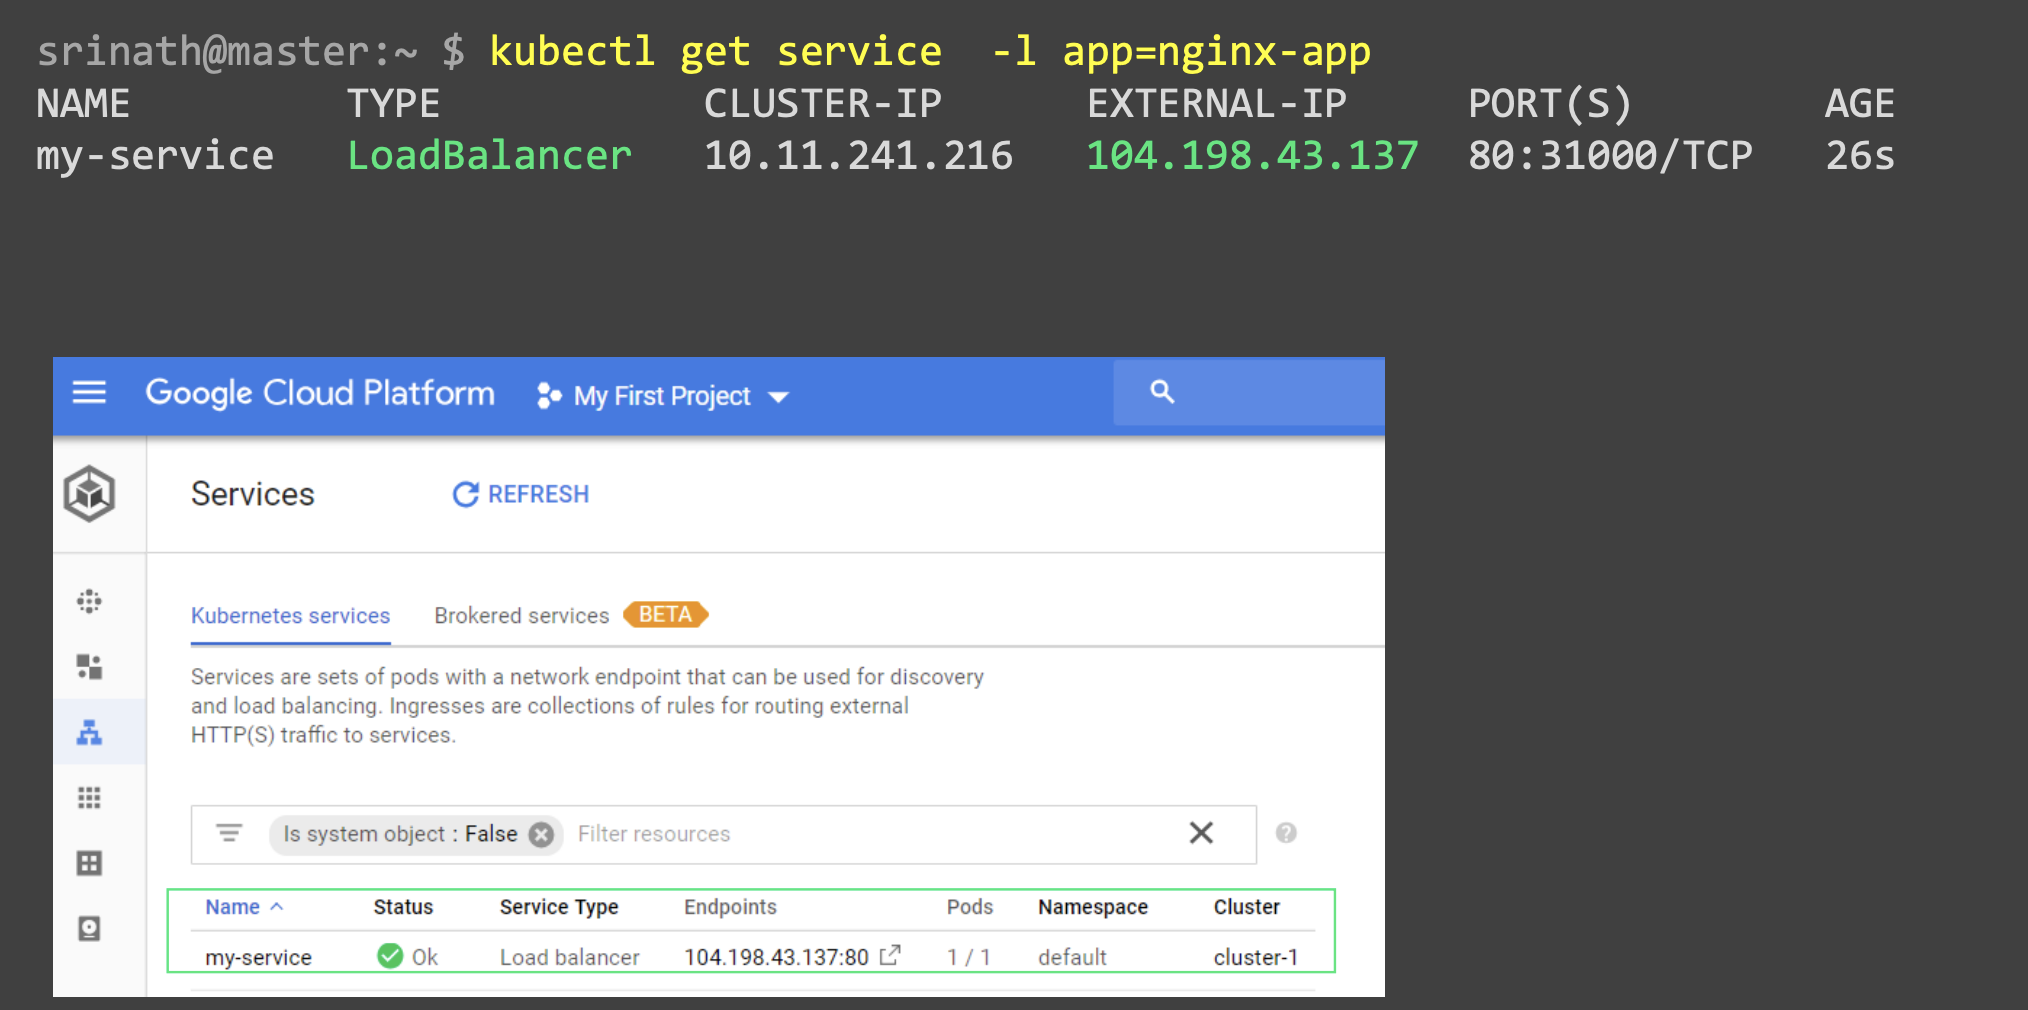 srinath@master:~ $ kubectl get service  -l app=nginx-app
NAME TYPE CLUSTER-IP EXTERNAL-IP PORT(S) AGE
my-service LoadBalancer 10.11.241.216 104.198.43.137 80:31000/TCP 26s
Google Cloud Platform My First Project
Services REFRESH
Kubernetes services Brokered services BETA
Services are sets of pods with a network endpoint that can be used for discovery
and load balancing. Ingresses are collections of rules for routing external
HTTP(S) traffic to services.
Is system object : False Filter resources
Name Status Service Type Endpoints Pods Namespace Cluster
my-service Ok Load balancer 104.198.43.137:80 1 / 1 default cluster-1